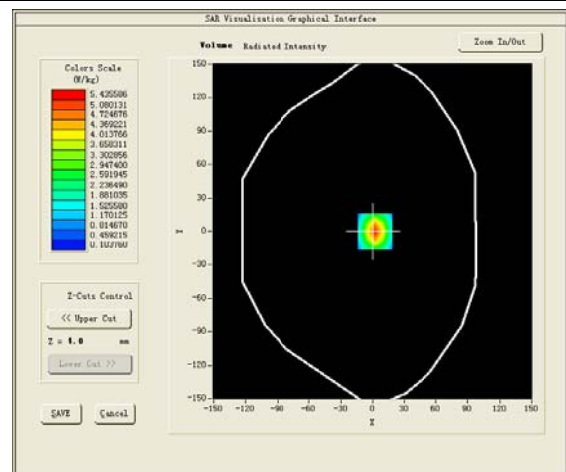 SAR Visualisation Graphical Interface
Volume Radiated Intensity
Zoom In/Out
Colors Scale
(W/kg)
5.435586
5.080131
4.724676
4.369221
4.013766
3.658311
3.302856
2.947400
2.591945
2.236490
1.881035
1.525580
1.170125
0.814670
0.459215
0.103760
150
120
90
60
30
0
-30
-60
-90
-120
-150
Y
-150 -120 -90 -60 -30 0 30 60 90 120 150
X
Z-Cuts Control
<< Upper Cut
Z = 4.0 mm
Lower Cut >>
SAVE Cancel